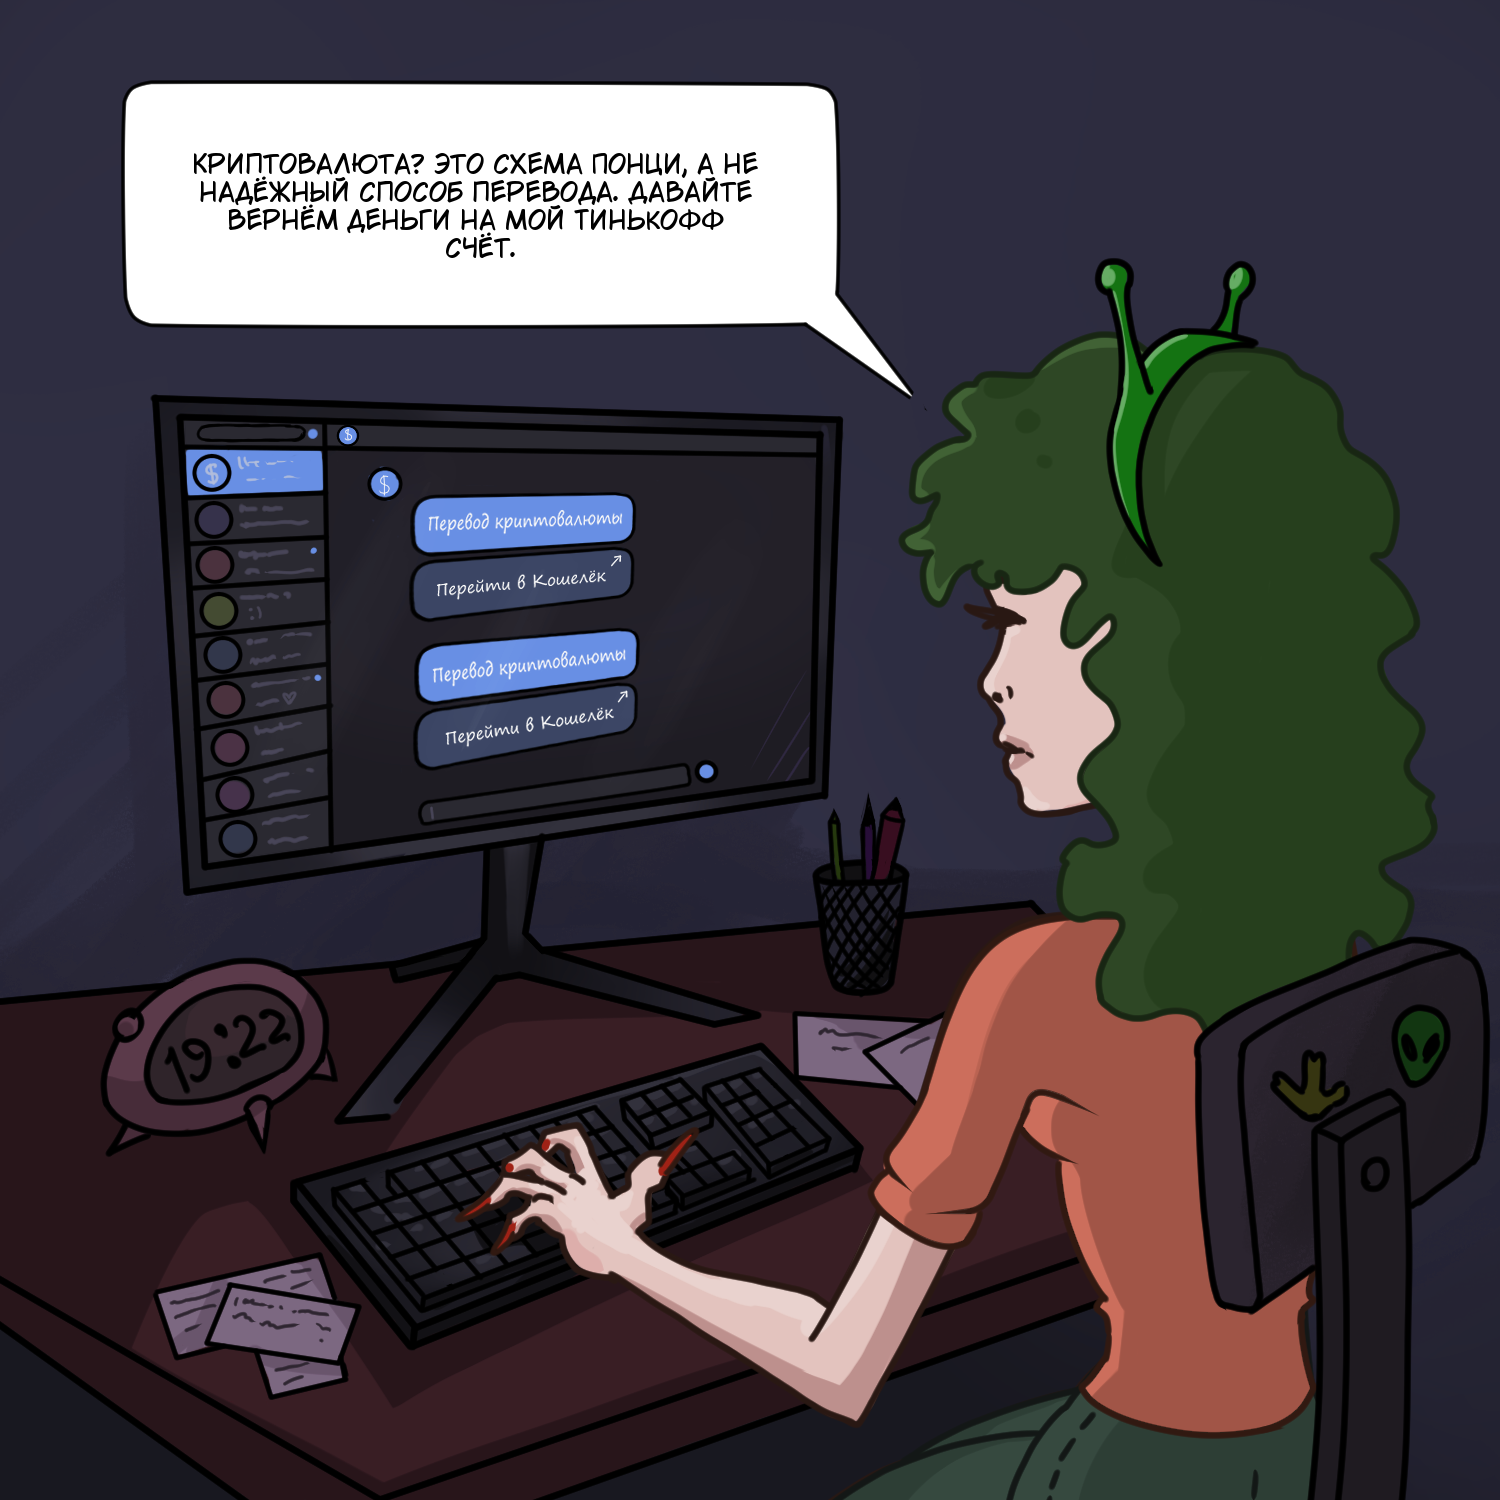 КРИПТОВАЛЮТА? ЭТО СХЕМА ПОНЦИ, А НЕ
НАДЁЖНЫЙ СПОСОБ ПЕРЕВОДА. ДАВАЙТЕ
ВЕРНЁМ ДЕНЬГИ НА МОЙ ТИНЬКОФФ
СЧЁТ.
$
$
$
Перевод криптовалюты
Перейти в Кошелёк
:)
Перевод криптовалюты
Перейти в Кошелёк
19:22